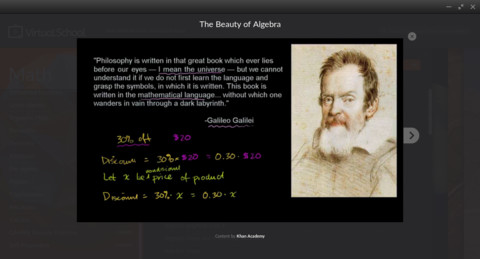 The Beauty of Algebra
"Philosophy is written in that great book which ever lies
before our eyes — I mean the universe — but we cannot
understand it if we do not first learn the language and
grasp the symbols, in which it is written. This book is
written in the mathematical language... without which one
wanders in vain through a dark labyrinth."
-Galileo Galilei
30% off $20
Discount = 30% · $20 = 0.30 · $20
Let x be price of product
Discount = 30% · x = 0.30 · x
Content by Khan Academy